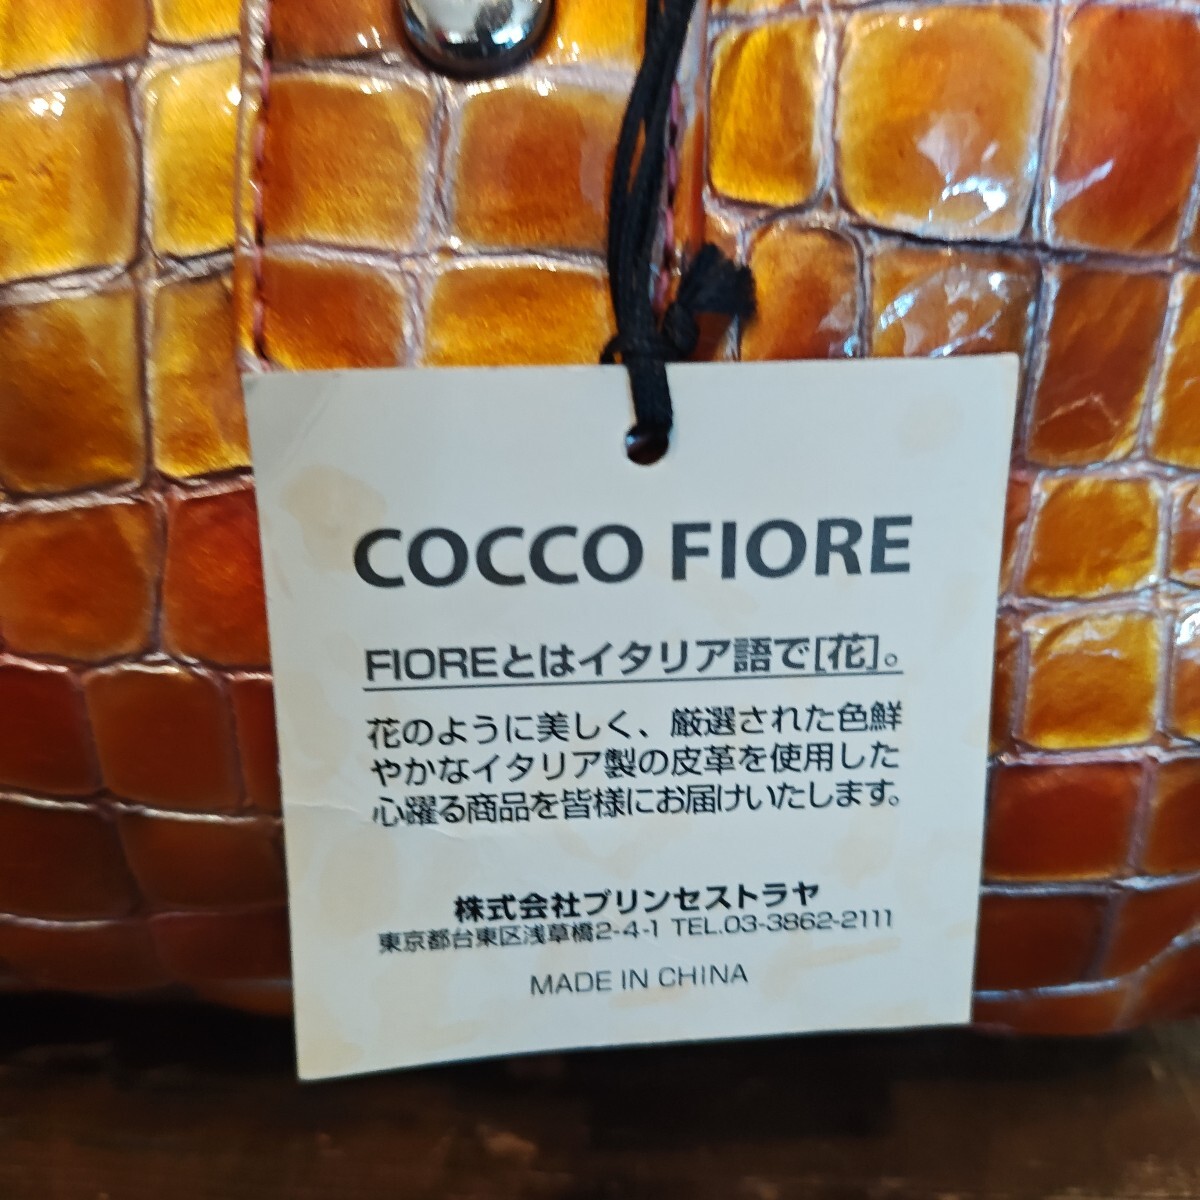 COCCO FIORE
FIOREとはイタリア語で[花]。
花のように美しく、厳選された色鮮
やかなイタリア製の皮革を使用した
心躍る商品を皆様にお届けいたします。
株式会社プリンセストラヤ
東京都台東区浅草橋2-4-1 TEL.03-3862-2111
MADE IN CHINA